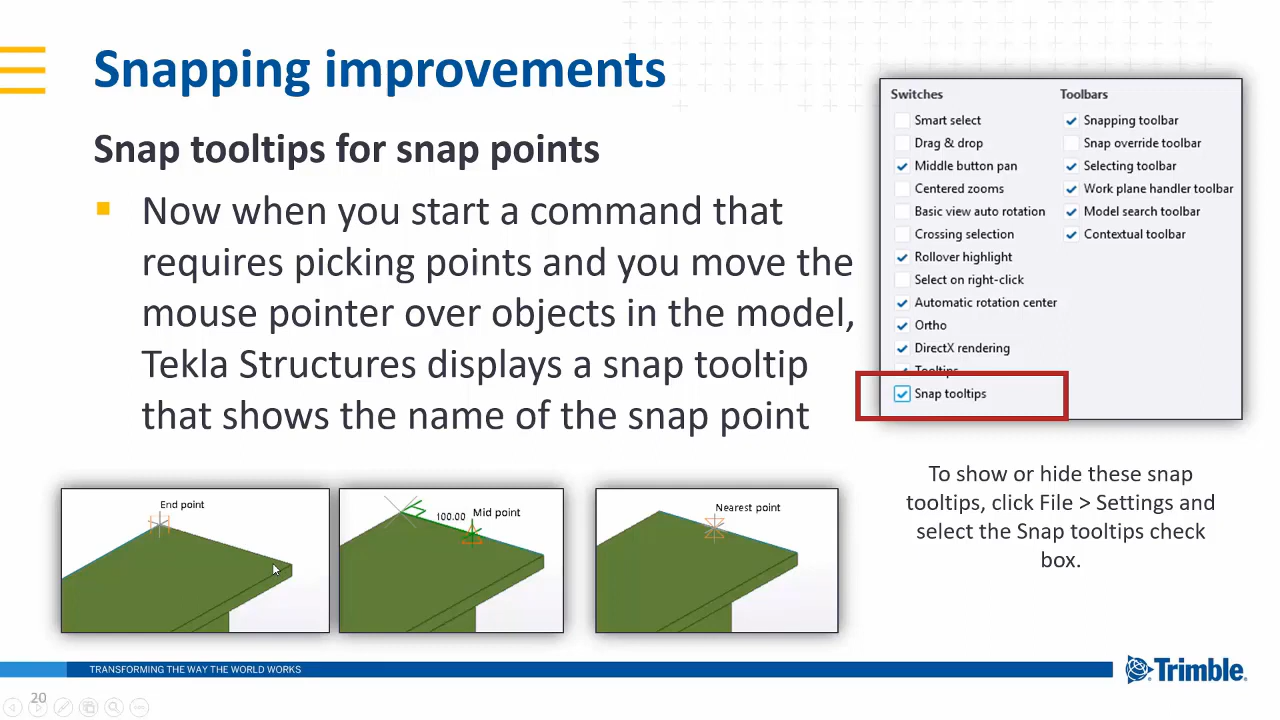 Snapping improvements
Snap tooltips for snap points
Now when you start a command that
requires picking points and you move the
mouse pointer over objects in the model,
Tekla Structures displays a snap tooltip
that shows the name of the snap point
Switches
Smart select
Drag & drop
Middle button pan
Centered zooms
Basic view auto rotation
Crossing selection
Rollover highlight
Select on right-click
Automatic rotation center
Ortho
DirectX rendering
Tooltips
Snap tooltips
Toolbars
Snapping toolbar
Snap override toolbar
Selecting toolbar
Work plane handler toolbar
Model search toolbar
Contextual toolbar
To show or hide these snap
tooltips, click File > Settings and
select the Snap tooltips check
box.
End point
100.00 Mid point
Nearest point
TRANSFORMING THE WAY THE WORLD WORKS
Trimble
20